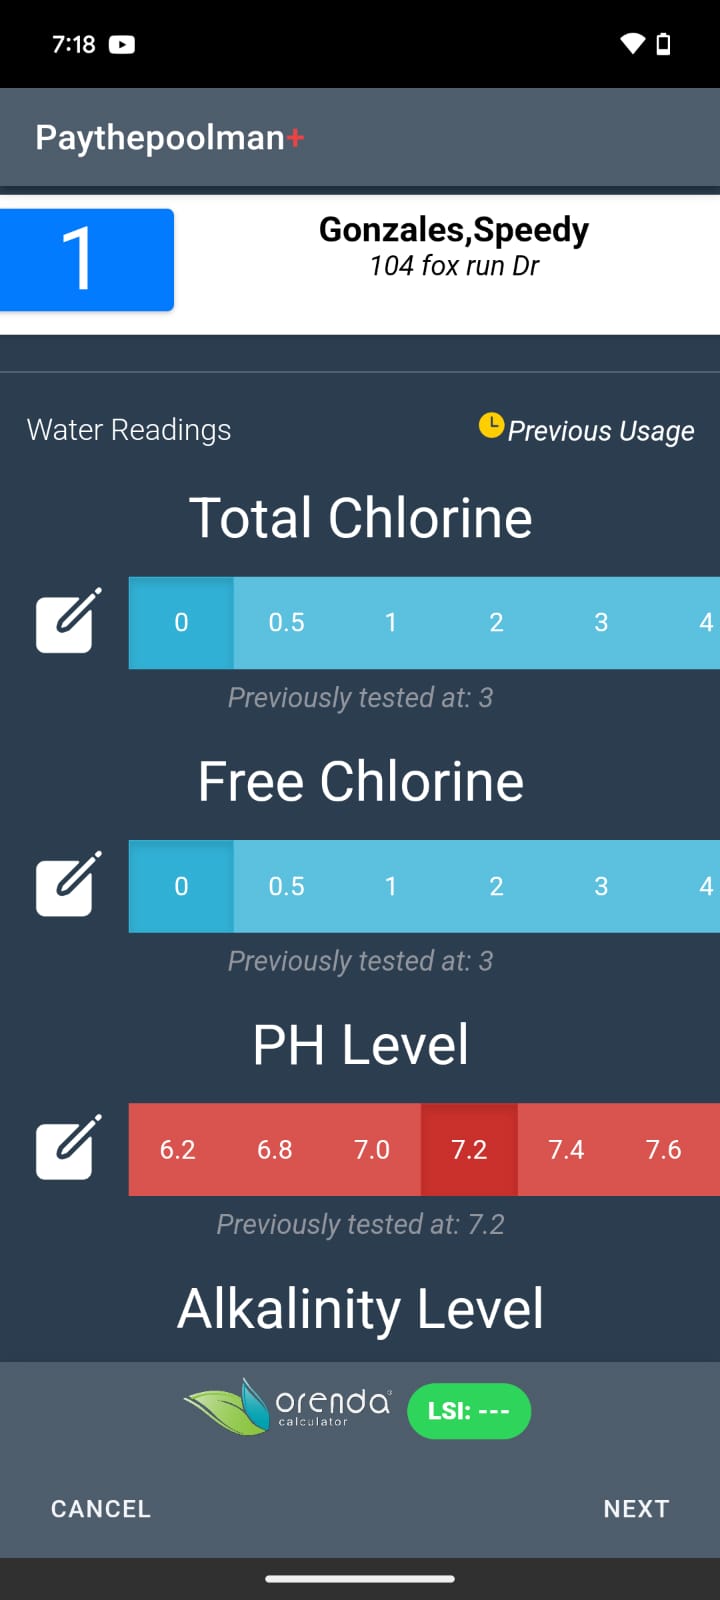 7:18
Paythepoolman+
1
Gonzales,Speedy
104 fox run Dr
Water Readings
Previous Usage
Total Chlorine
0 0.5 1 2 3 4
Previously tested at: 3
Free Chlorine
0 0.5 1 2 3 4
Previously tested at: 3
PH Level
6.2 6.8 7.0 7.2 7.4 7.6
Previously tested at: 7.2
Alkalinity Level
orenda
calculator
LSI: ---
CANCEL NEXT